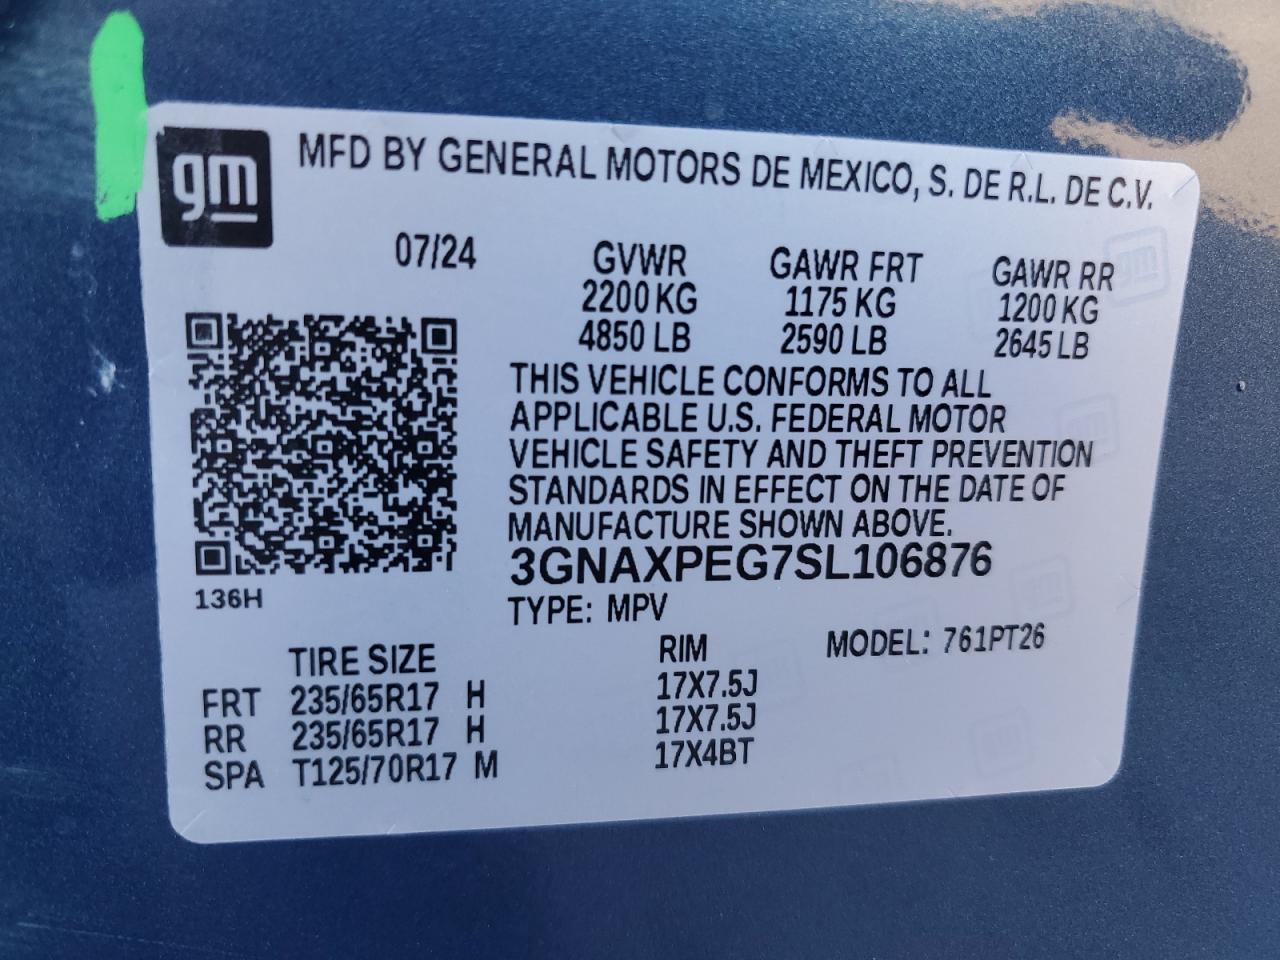 gm
MFD BY GENERAL MOTORS DE MEXICO, S. DE R.L. DE C.V.
07/24
GVWR GAWR FRT GAWR RR
2200 KG 1175 KG 1200 KG
4850 LB 2590 LB 2645 LB
THIS VEHICLE CONFORMS TO ALL
APPLICABLE U.S. FEDERAL MOTOR
VEHICLE SAFETY AND THEFT PREVENTION
STANDARDS IN EFFECT ON THE DATE OF
MANUFACTURE SHOWN ABOVE.
3GNAXPEG7SL106876
136H
TYPE: MPV
TIRE SIZE RIM MODEL: 761PT26
FRT 235/65R17 H 17X7.5J
RR 235/65R17 H 17X7.5J
SPA T125/70R17 M 17X4BT